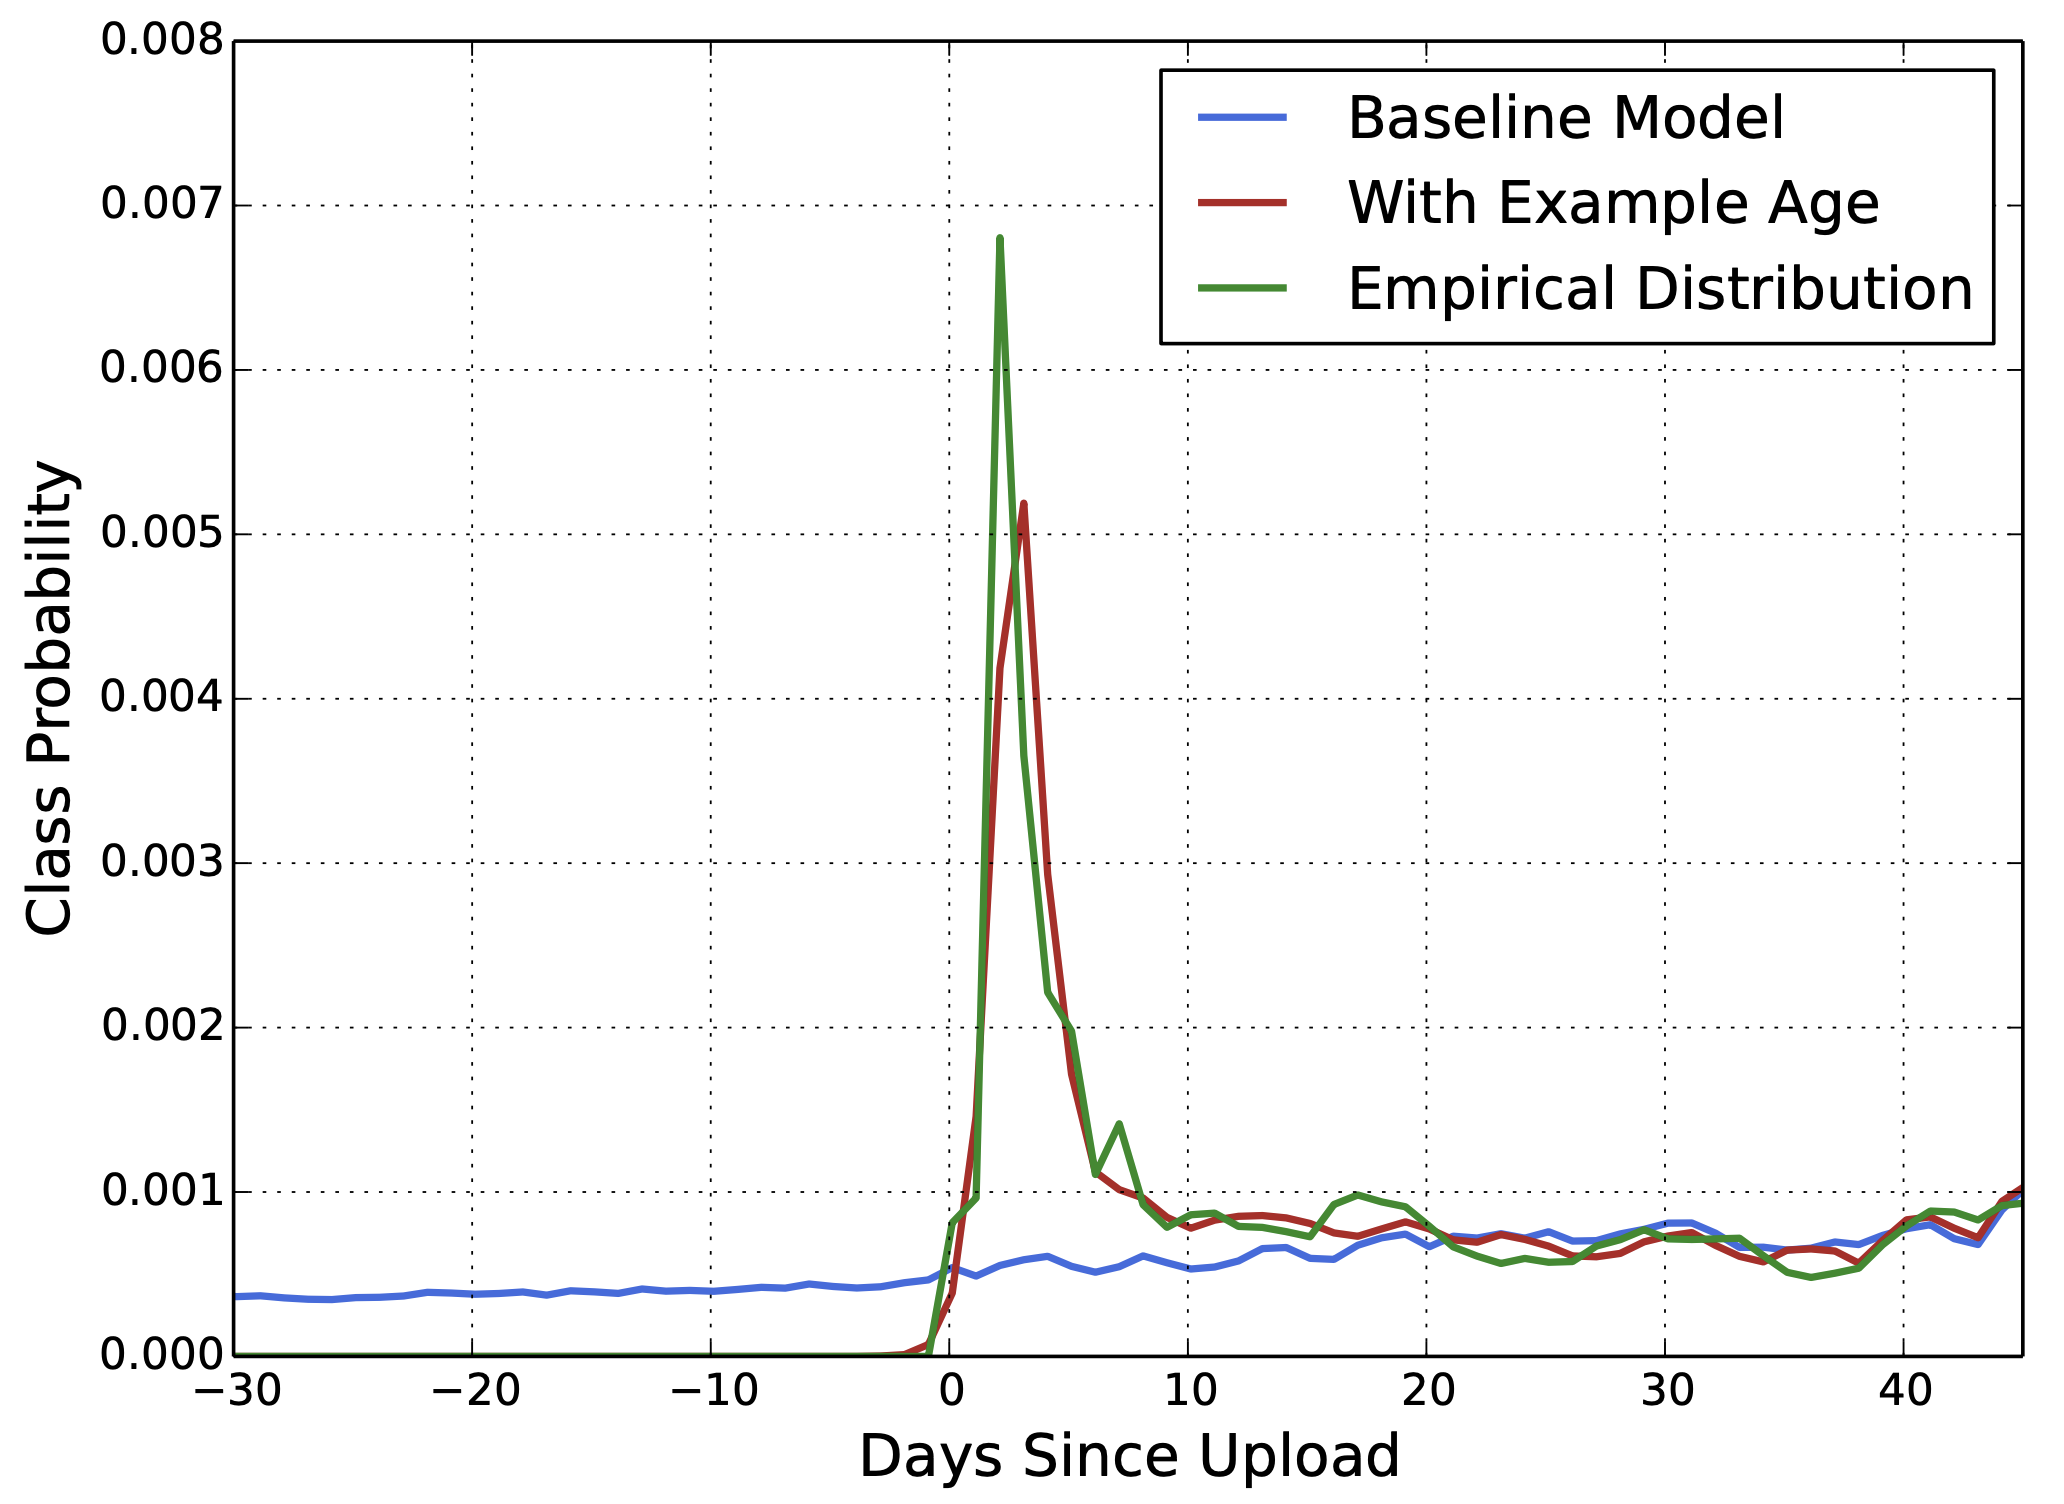 0.008
0.007
0.006
0.005
0.004
0.003
0.002
0.001
0.000
Class Probability
Baseline Model
With Example Age
Empirical Distribution
−30 −20 −10 0 10 20 30 40
Days Since Upload